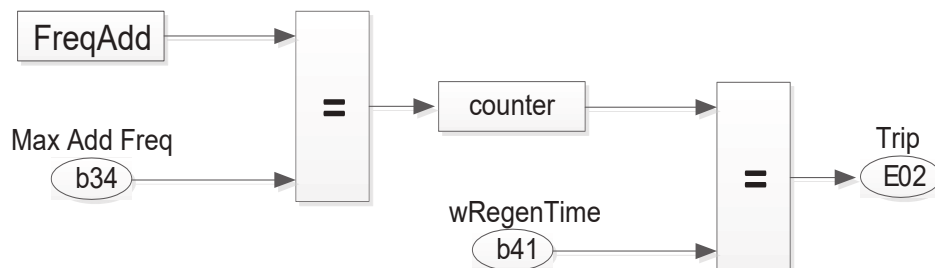 FreqAdd
=
Max Add Freq
b34
counter
wRegenTime
b41
=
Trip
E02